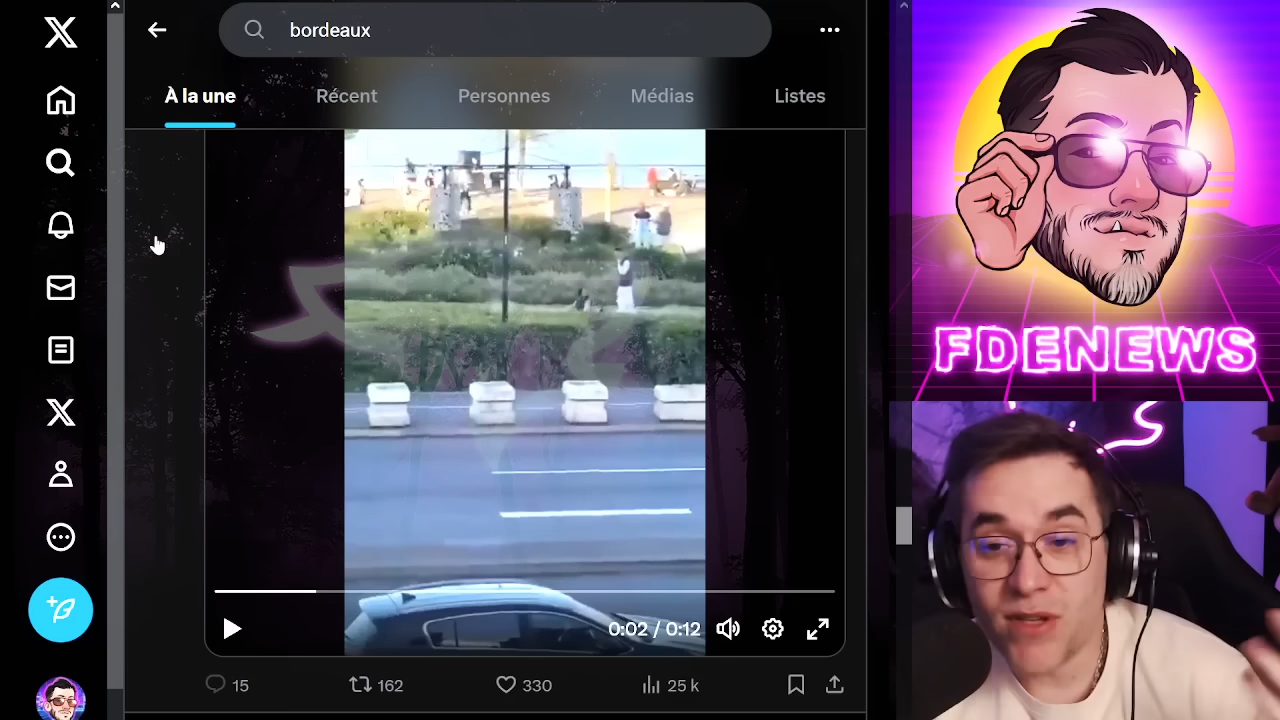 bordeaux
À la une
Récent
Personnes
Médias
Listes
FDENEWS
0:02 / 0:12
15
162
330
25 k